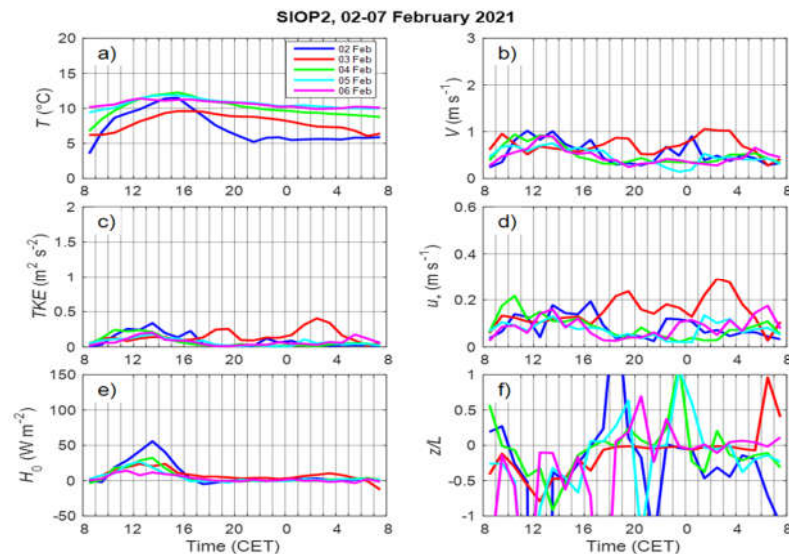 SIOP2, 02-07 February 2021
a)
T (°C)
20
15
10
5
0
8 12 16 20 0 4 8
02 Feb
03 Feb
04 Feb
05 Feb
06 Feb
b)
V (m s⁻¹)
3
2
1
0
8 12 16 20 0 4 8
c)
TKE (m² s⁻²)
2
1.5
1
0.5
0
8 12 16 20 0 4 8
d)
u* (m s⁻¹)
0.6
0.4
0.2
0
8 12 16 20 0 4 8
e)
H₀ (W m⁻²)
150
100
50
0
-50
8 12 16 20 0 4 8
Time (CET)
f)
z/L
1
0.5
0
-0.5
-1
8 12 16 20 0 4 8
Time (CET)